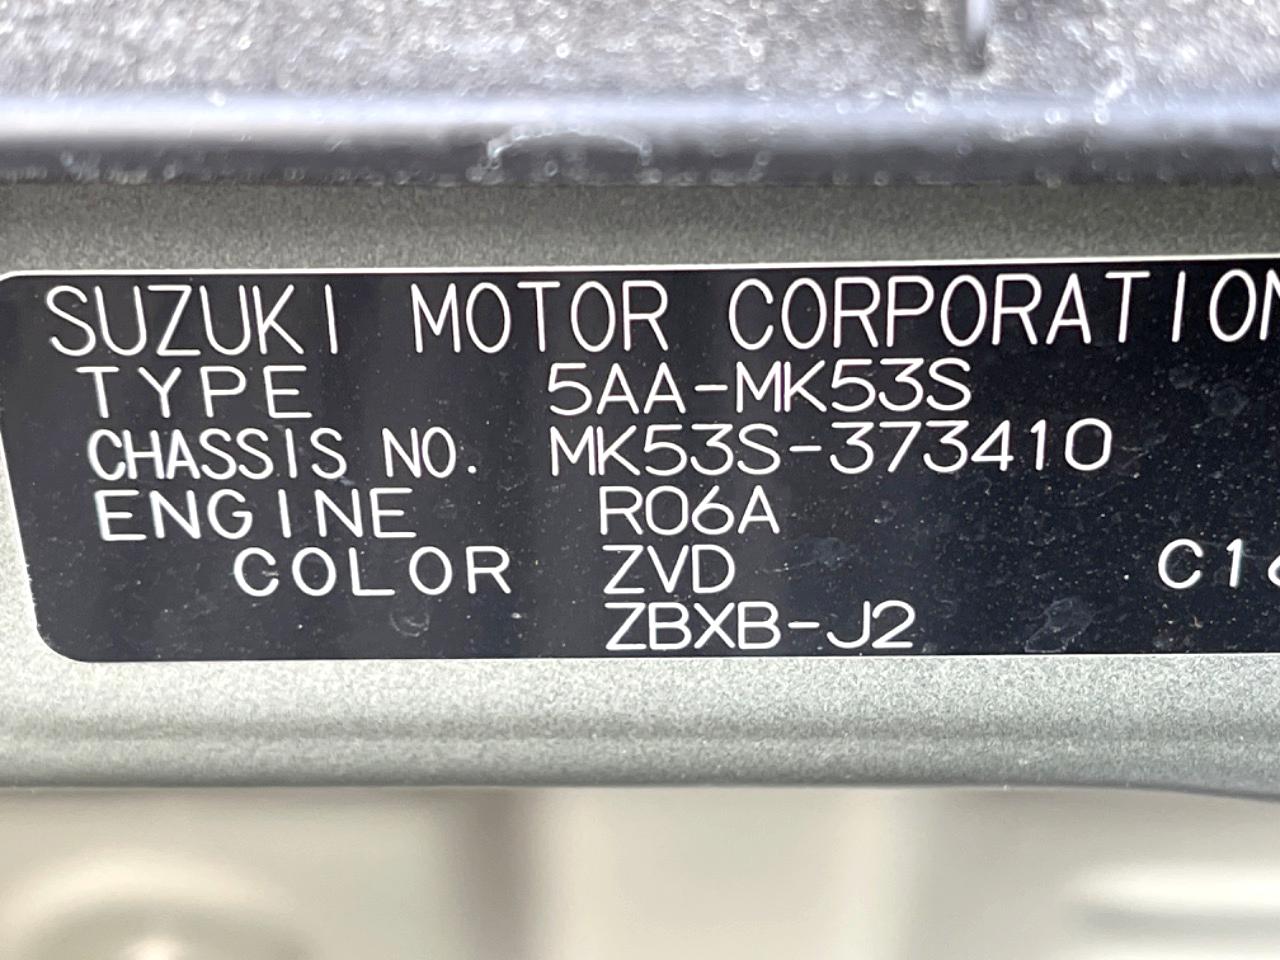 SUZUKI MOTOR CORPORATION
TYPE 5AA-MK53S
CHASSIS NO. MK53S-373410
ENGINE R06A
COLOR ZVD
ZBXB-J2